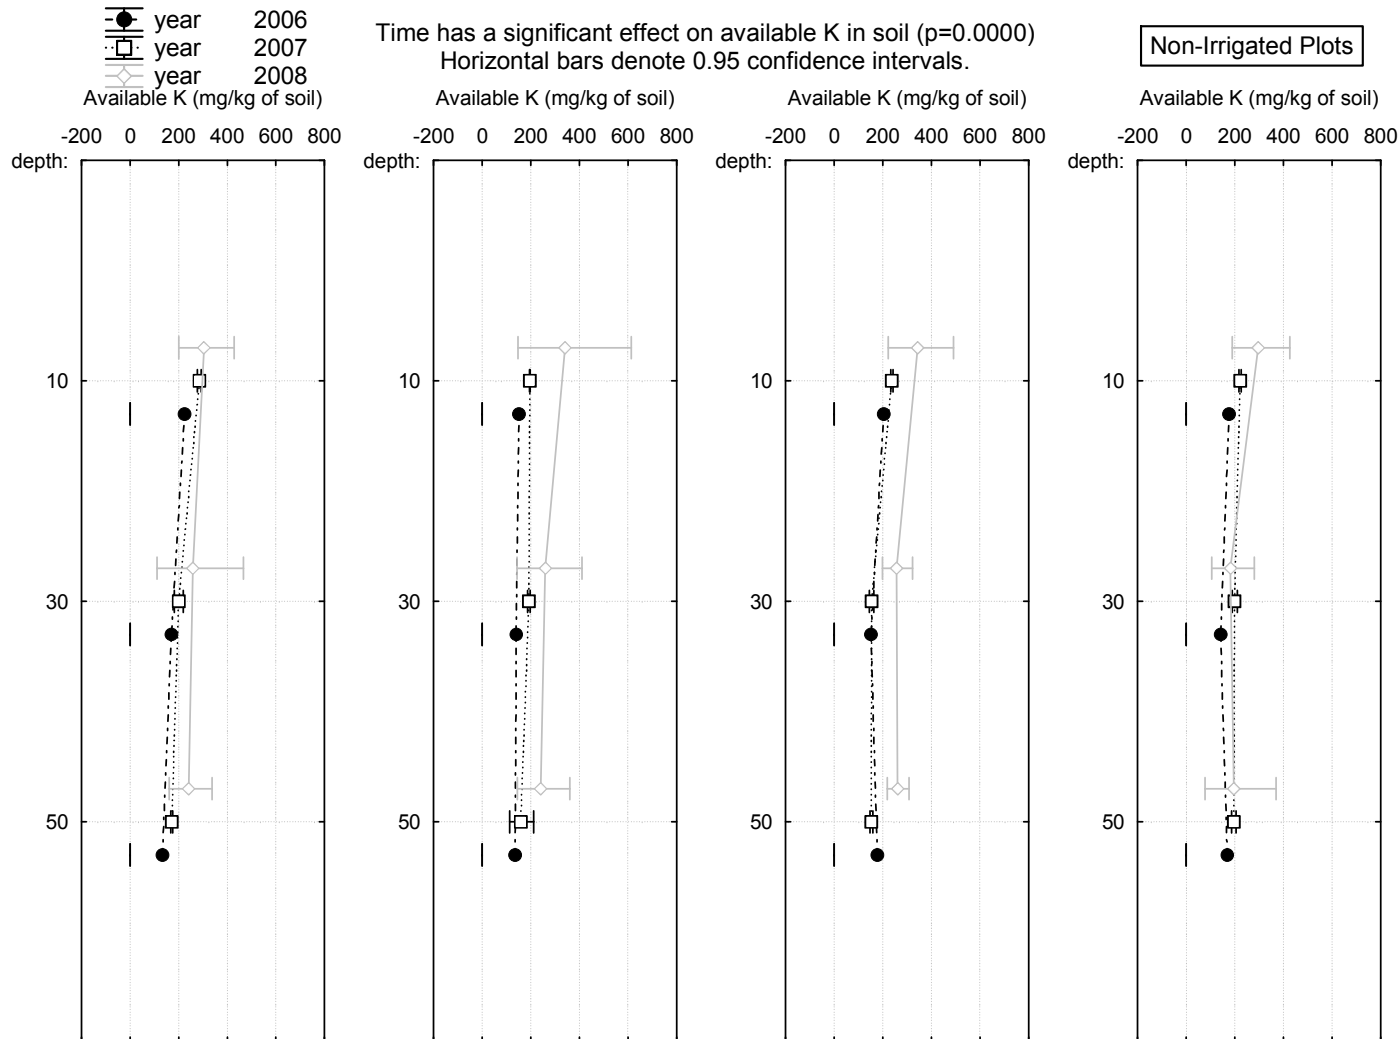 year 2006
year 2007
year 2008
Time has a significant effect on available K in soil (p=0.0000)
Horizontal bars denote 0.95 confidence intervals.
Non-Irrigated Plots
Available K (mg/kg of soil) Available K (mg/kg of soil) Available K (mg/kg of soil) Available K (mg/kg of soil)
-200 0 200 400 600 800 -200 0 200 400 600 800 -200 0 200 400 600 800 -200 0 200 400 600 800
depth: depth: depth: depth:
10 10 10 10
30 30 30 30
50 50 50 50